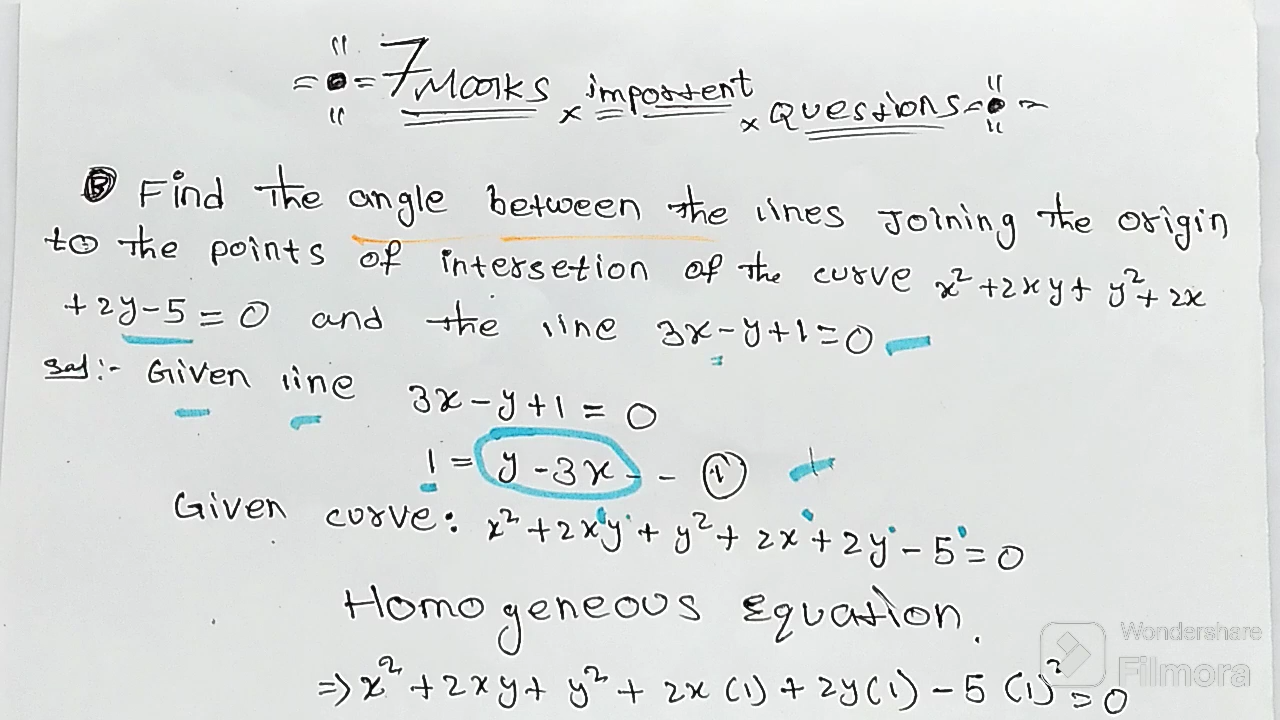 7 Marks × important × Questions
Find the angle between the lines Joining the origin
to the points of intersetion of the curve x² + 2xy + y² + 2x
+ 2y - 5 = 0 and the line 3x - y + 1 = 0
Sol :- Given line 3x - y + 1 = 0
1 = y - 3x - - ①
Given curve: x² + 2xy + y² + 2x + 2y - 5 = 0
Homogeneous Equation.
⇒ x² + 2xy + y² + 2x (1) + 2y (1) - 5 (1)² = 0
Wondershare
Filmora